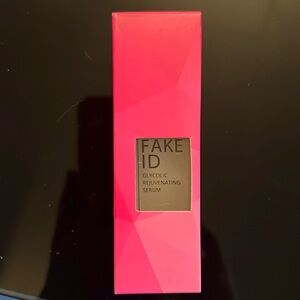 FAKE
ID
GLYCOLIC
REJUVENATING
SERUM